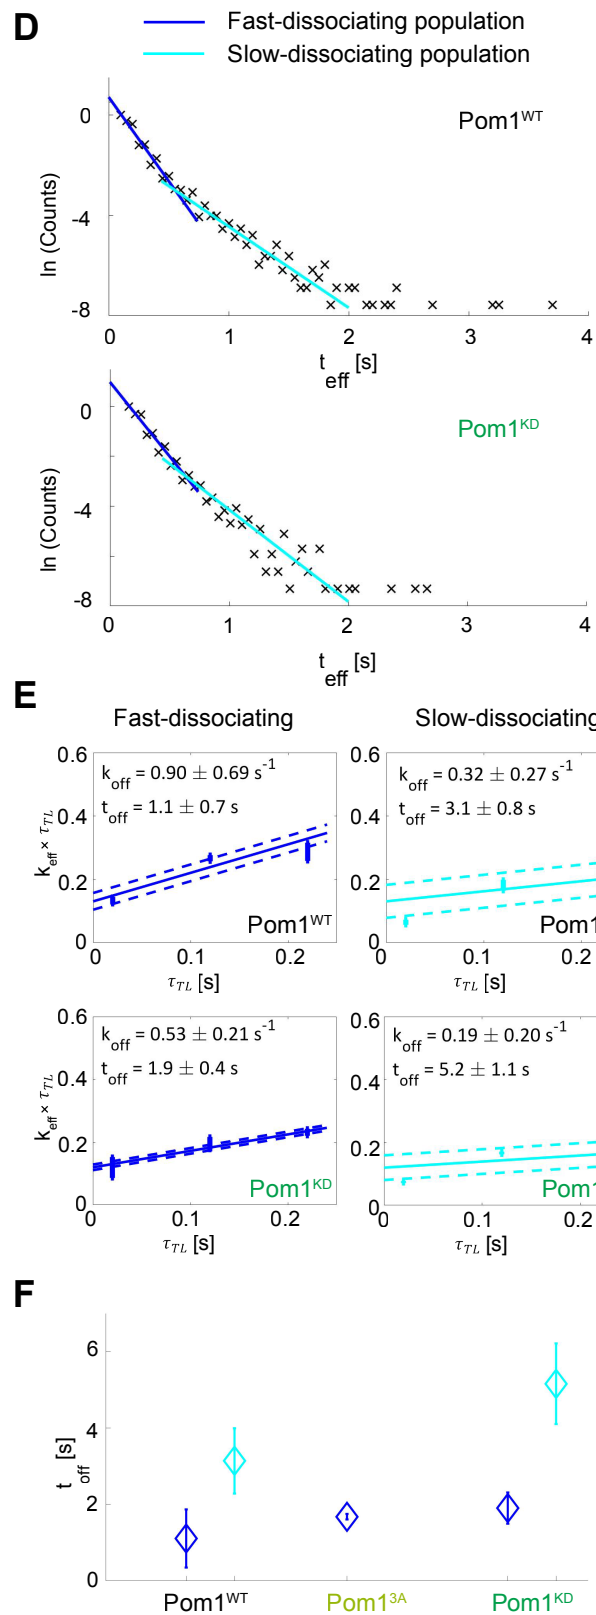 D
Fast-dissociating population
Slow-dissociating population
Pom1WT
0
-4
-8
ln (Counts)
0 1 2 3 4
teff [s]
Pom1KD
0
-4
-8
ln (Counts)
0 1 2 3 4
teff [s]
E
Fast-dissociating
Slow-dissociating
0.6
0.4
0.2
0
keff × τTL
koff = 0.90 ± 0.69 s-1
toff = 1.1 ± 0.7 s
Pom1WT
0 0.1 0.2
τTL [s]
koff = 0.32 ± 0.27 s-1
toff = 3.1 ± 0.8 s
Pom1
0.6
0.4
0.2
0
0 0.1 0.2
τTL [s]
0.6
0.4
0.2
0
keff × τTL
koff = 0.53 ± 0.21 s-1
toff = 1.9 ± 0.4 s
Pom1KD
0 0.1 0.2
τTL [s]
koff = 0.19 ± 0.20 s-1
toff = 5.2 ± 1.1 s
Pom1
0.6
0.4
0.2
0
0 0.1 0.2
τTL [s]
F
6
4
2
0
toff [s]
Pom1WT Pom13A Pom1KD